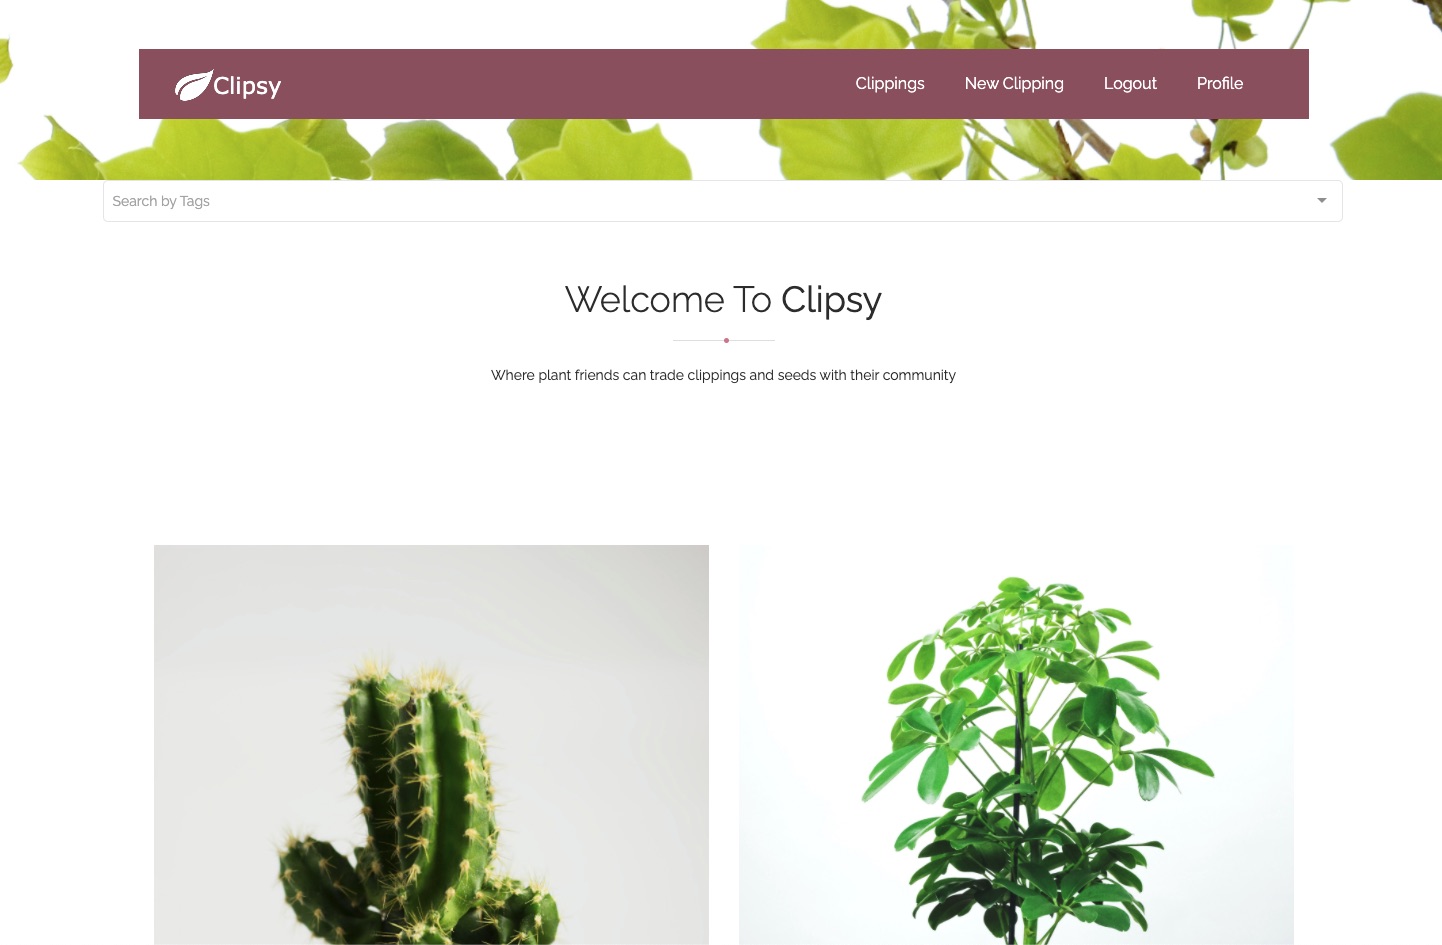 Clipsy
Clippings New Clipping Logout Profile
Search by Tags
Welcome To Clipsy
Where plant friends can trade clippings and seeds with their community